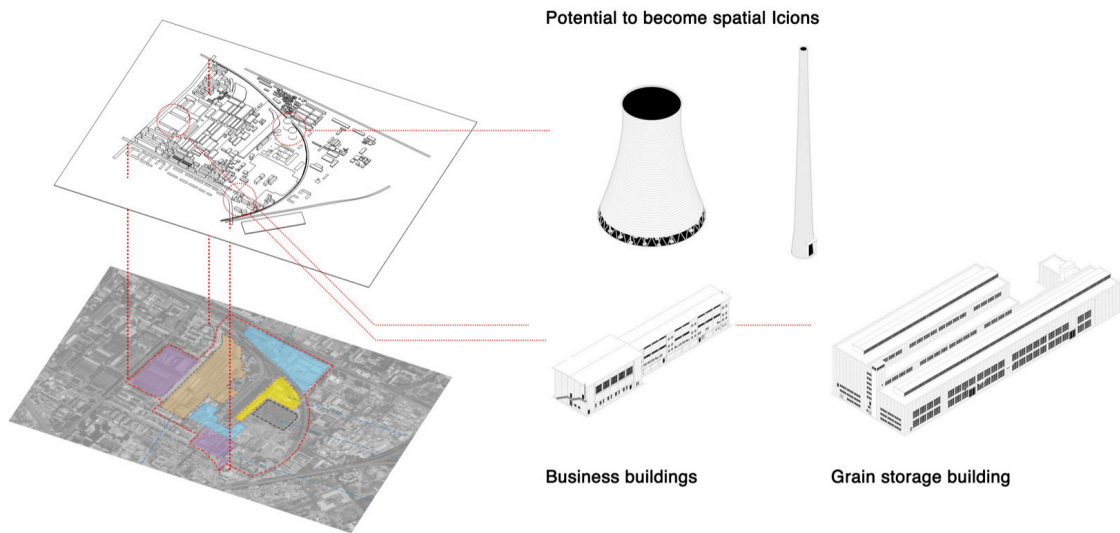 Potential to become spatial Icions
Business buildings
Grain storage building